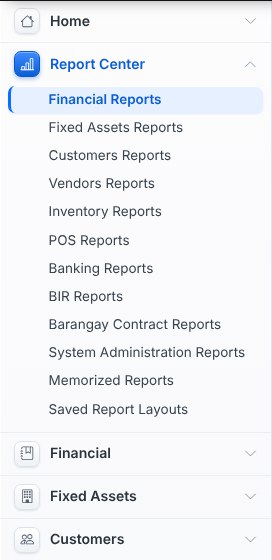 Home
Report Center
Financial Reports
Fixed Assets Reports
Customers Reports
Vendors Reports
Inventory Reports
POS Reports
Banking Reports
BIR Reports
Barangay Contract Reports
System Administration Reports
Memorized Reports
Saved Report Layouts
Financial
Fixed Assets
Customers